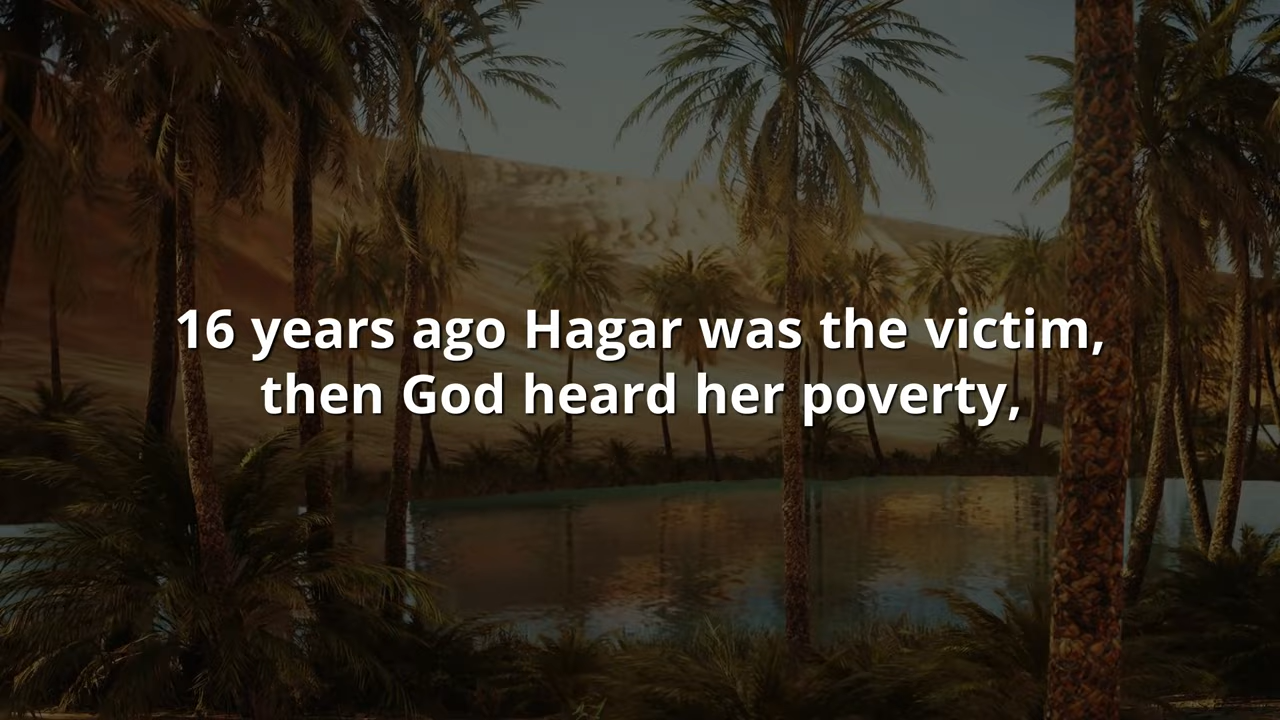 16 years ago Hagar was the victim,
then God heard her poverty,